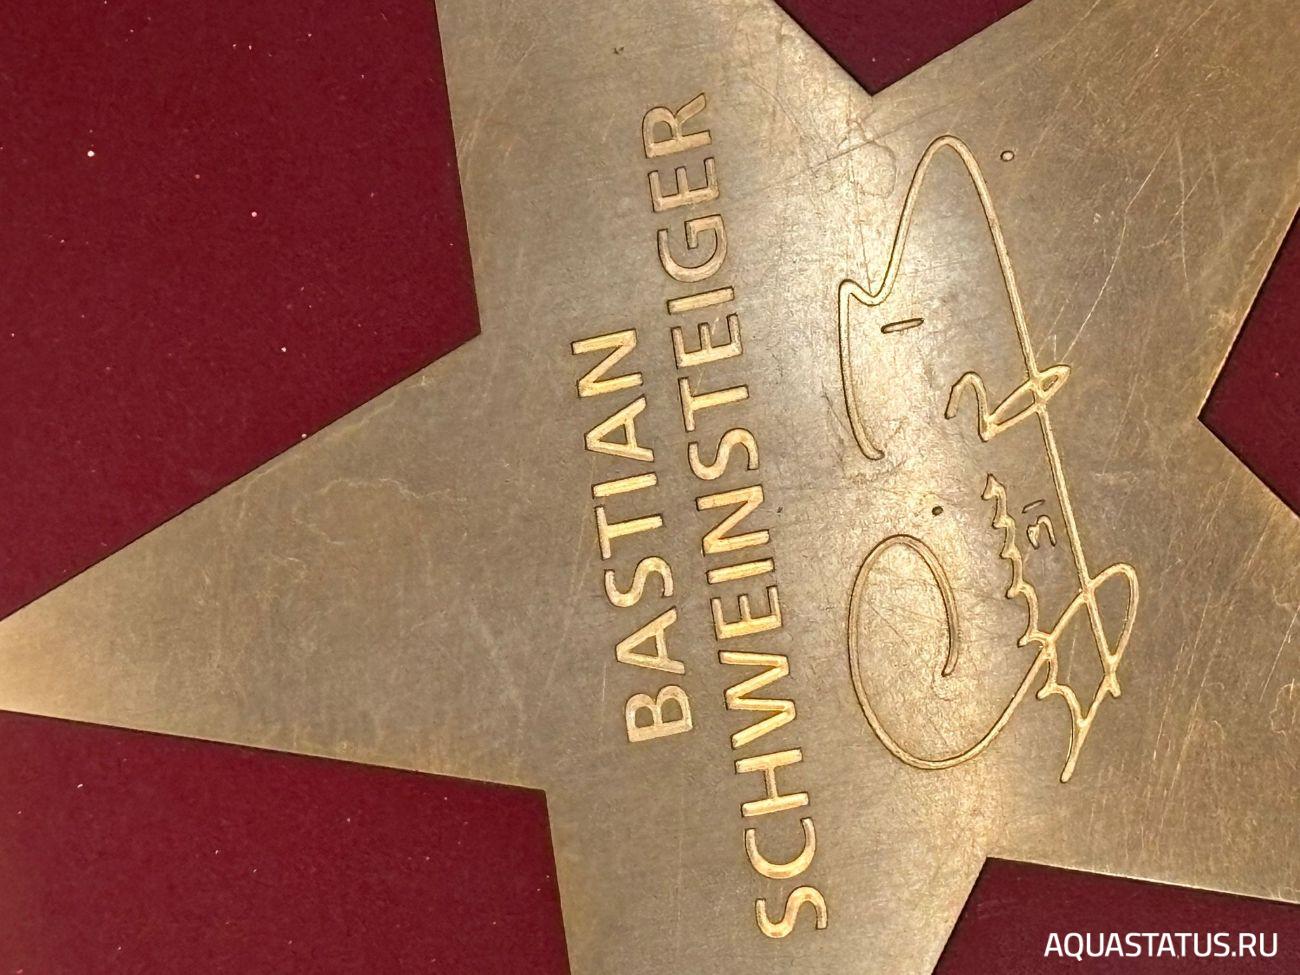 BASTIAN
SCHWEINSTEIGER
31
AQUASTATUS.RU